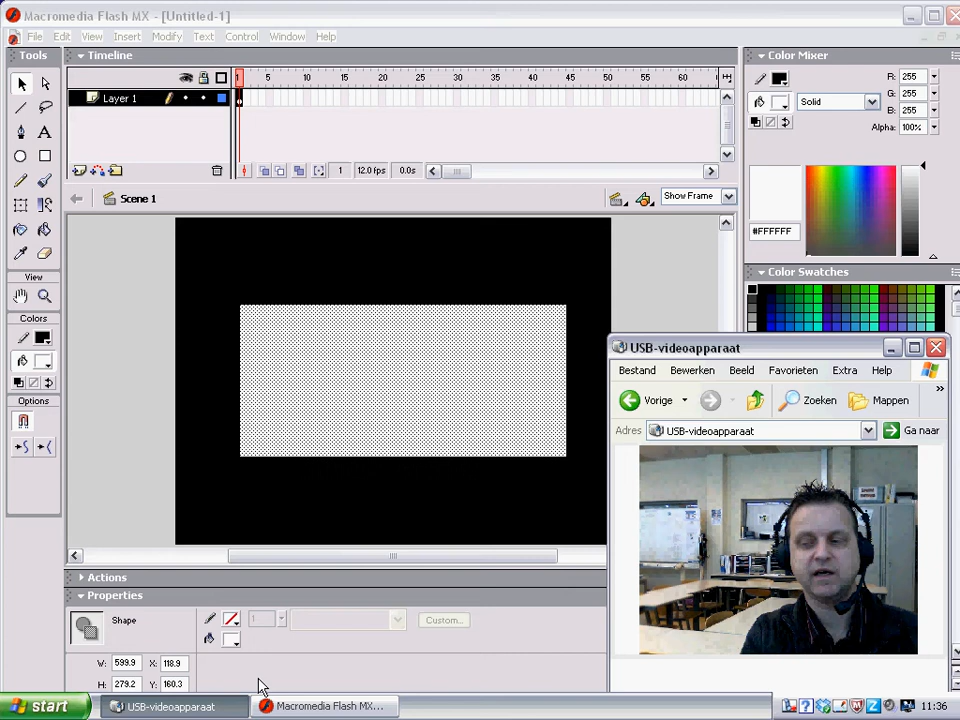 Macromedia Flash MX - [Untitled-1]
File Edit View Insert Modify Text Control Window Help
Tools
Timeline
1 5 10 15 20 25 30 35 40 45 50 55 60
Layer 1
1 12.0 fps 0.0s
Scene 1
Show Frame
View
Colors
Options
Color Mixer
R: 255
Solid
G: 255
B: 255
Alpha: 100%
#FFFFFF
Color Swatches
USB-videoapparaat
Bestand Bewerken Beeld Favorieten Extra Help
Vorige Zoeken Mappen
Adres USB-videoapparaat Ga naar
Actions
Properties
Shape
1 Custom...
W: 599.9 X: 118.9
H: 279.2 Y: 160.3
start USB-videoapparaat Macromedia Flash MX... 11:36